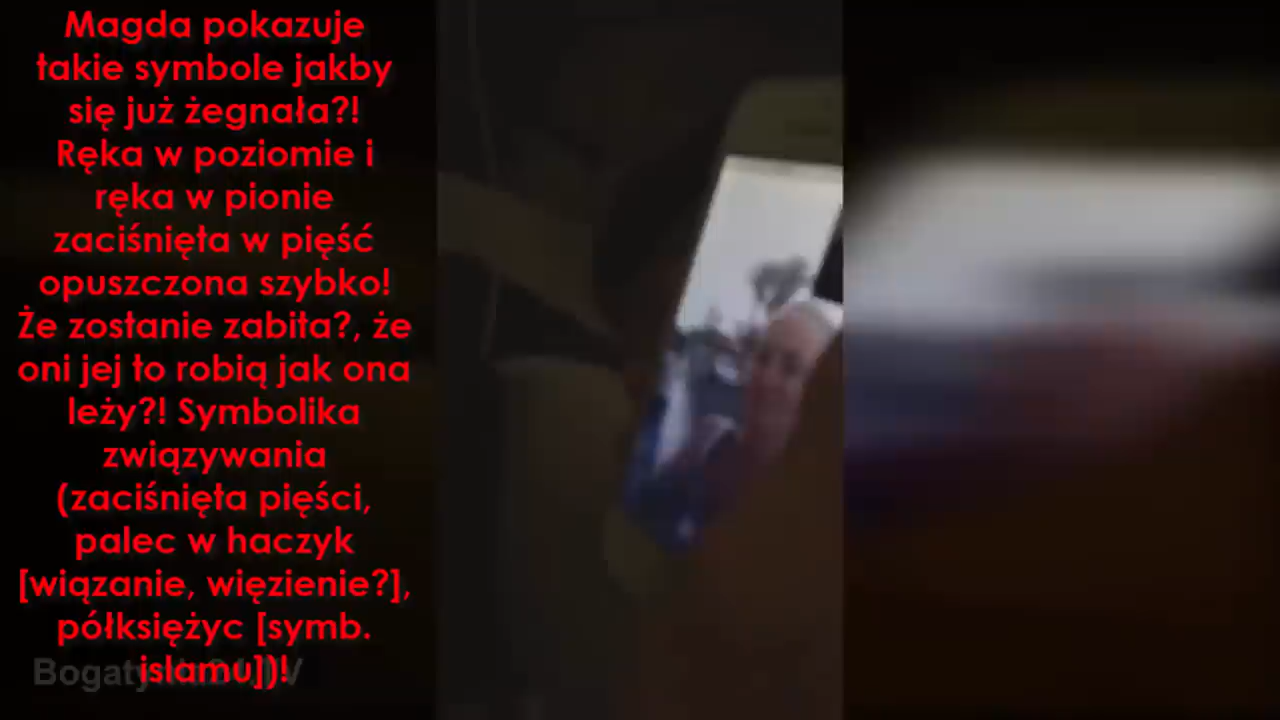 Magda pokazuje
takie symbole jakby
się już żegnała?!
Ręka w poziomie i
ręka w pionie
zaciśnięta w pięść
opuszczona szybko!
Że zostanie zabita?, że
oni jej to robią jak ona
leży?! Symbolika
związywania
(zaciśnięta pięści,
palec w haczyk
[wiązanie, więzienie?],
półksiężyc [symb.
islamu])!